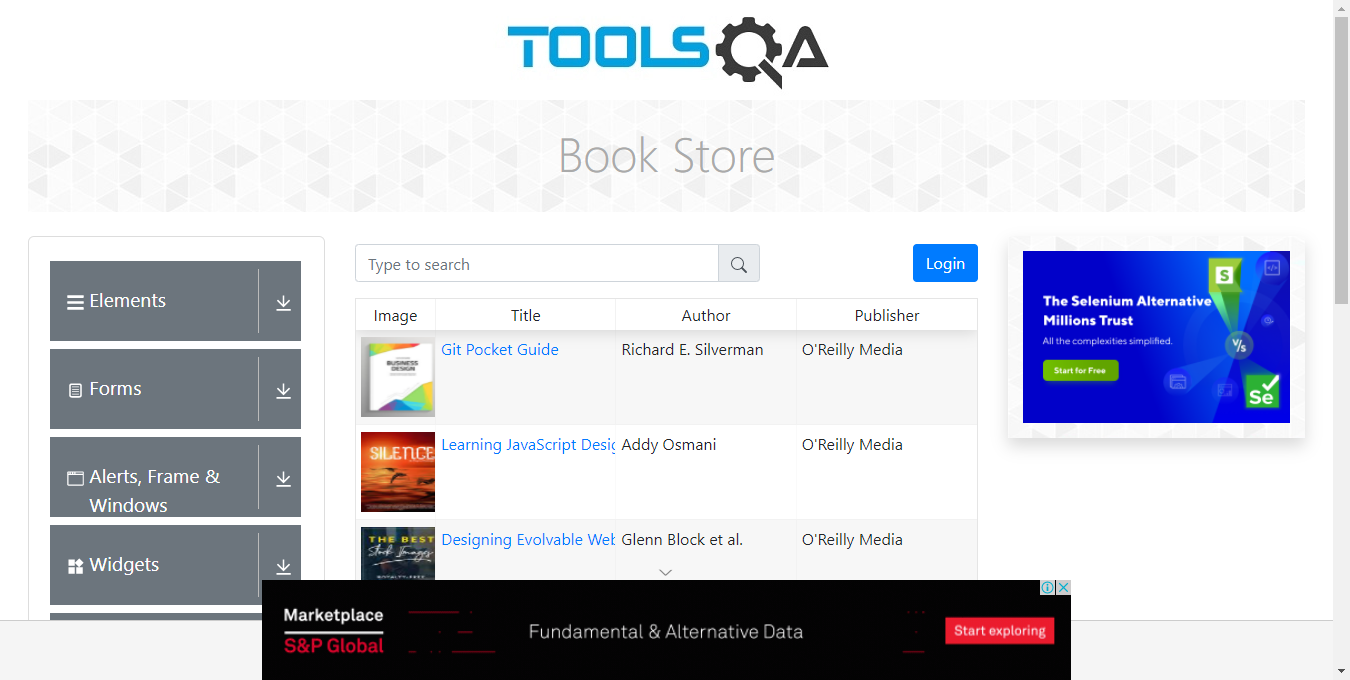 TOOLSQA
Book Store
Elements
Forms
Alerts, Frame &
Windows
Widgets
Type to search
Login
Image Title Author Publisher
BUSINESS
DESIGN
Git Pocket Guide Richard E. Silverman O'Reilly Media
SILENCE
Learning JavaScript Desig Addy Osmani O'Reilly Media
THE BEST
Stock Images
Designing Evolvable Web Glenn Block et al. O'Reilly Media
S
The Selenium Alternative
Millions Trust
All the complexities simplified.
V/s
Start for Free
Se
Marketplace
S&P Global
Fundamental & Alternative Data
Start exploring